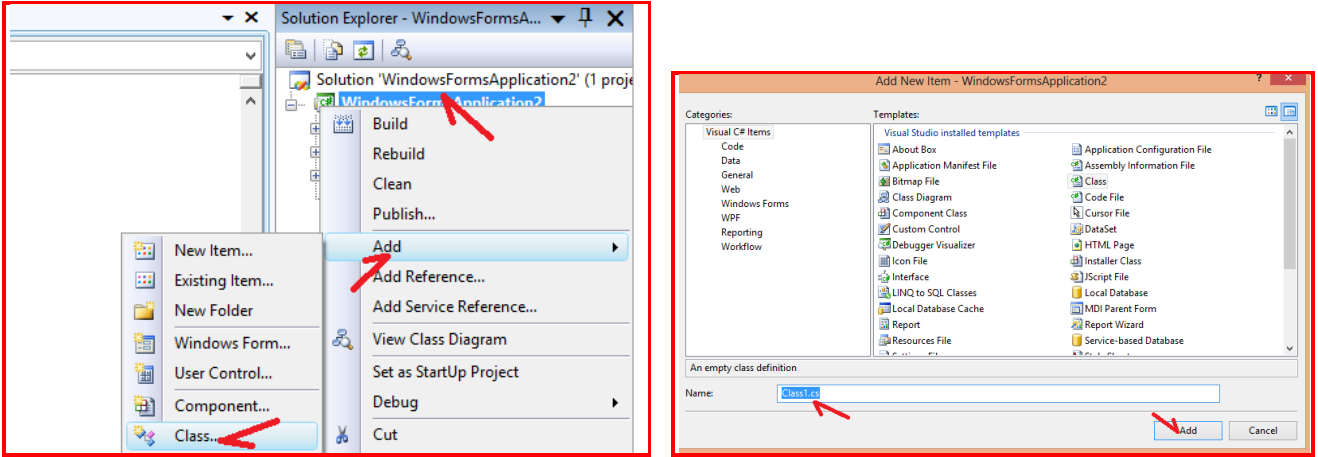 Solution Explorer - WindowsFormsA...
Solution 'WindowsFormsApplication2' (1 proje
WindowsFormsApplication2
Build
Rebuild
Clean
Publish...
Add
Add Reference...
Add Service Reference...
View Class Diagram
Set as StartUp Project
Debug
Cut
New Item...
Existing Item...
New Folder
Windows Form...
User Control...
Component...
Class...
Add New Item - WindowsFormsApplication2
Categories:
Visual C# Items
Code
Data
General
Web
Windows Forms
WPF
Reporting
Workflow
Templates:
Visual Studio installed templates
About Box
Application Manifest File
Bitmap File
Class Diagram
Component Class
Custom Control
Debugger Visualizer
Icon File
Interface
LINQ to SQL Classes
Local Database Cache
Report
Resources File
Application Configuration File
Assembly Information File
Class
Code File
Cursor File
DataSet
HTML Page
Installer Class
JScript File
Local Database
MDI Parent Form
Report Wizard
Service-based Database
An empty class definition
Name:
Class1.cs
Add
Cancel